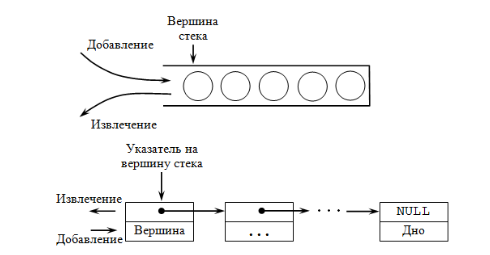 Вершина
стека
Добавление
Извлечение
Указатель на
вершину стека
Извлечение
Добавление
Вершина
...
...
NULL
Дно